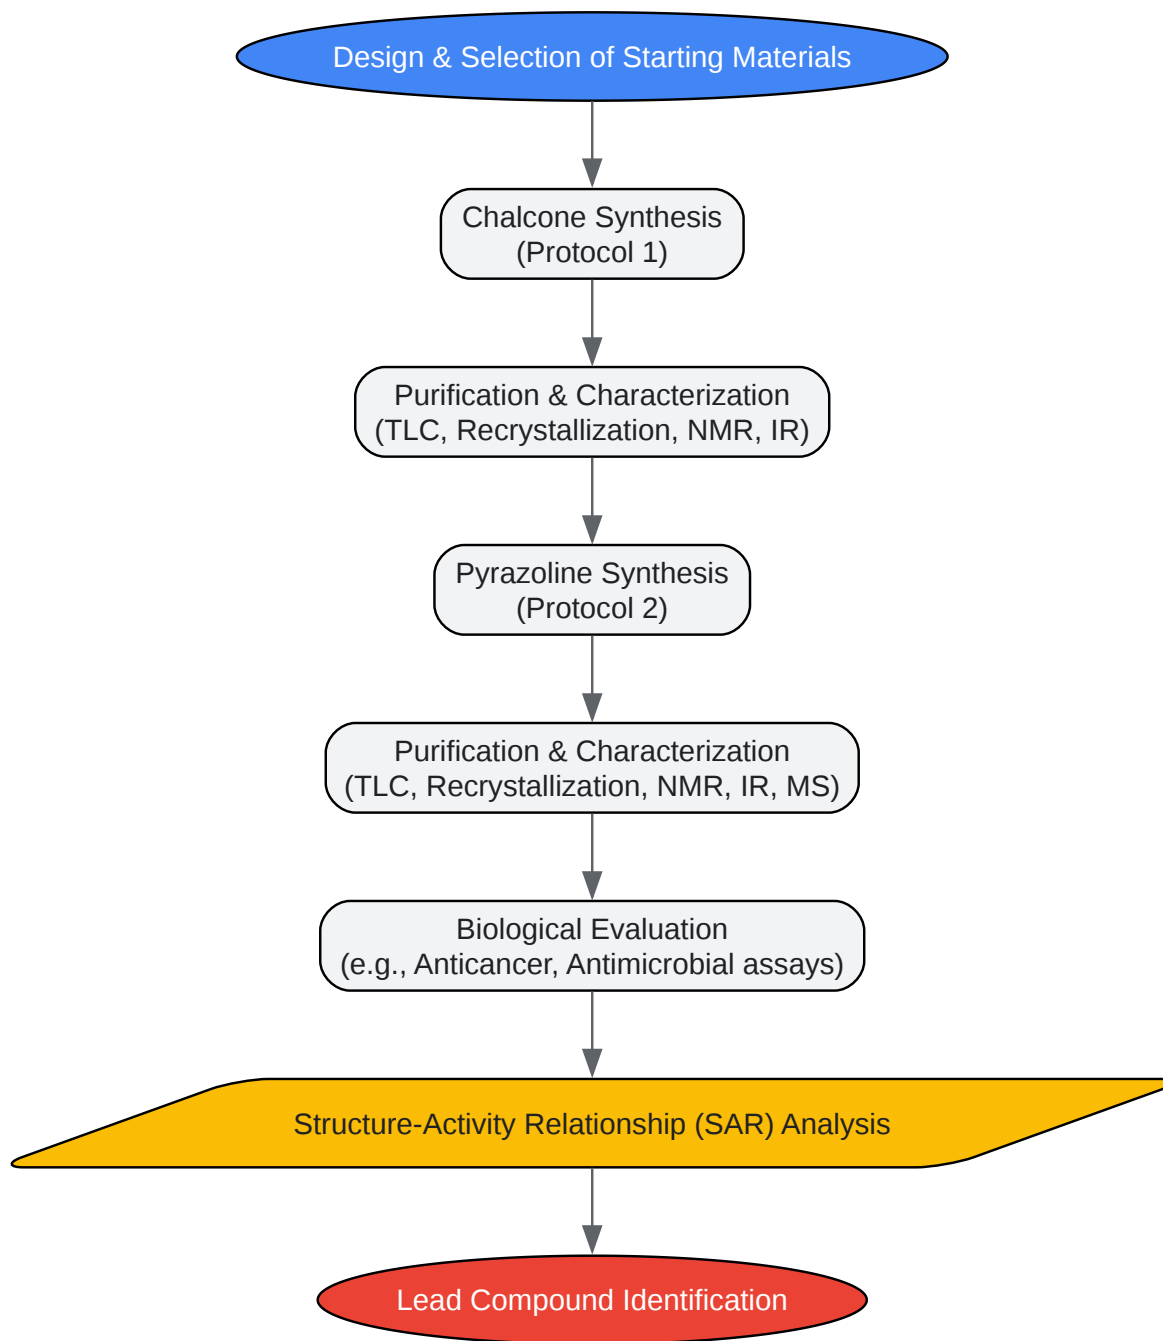 Design & Selection of Starting Materials
Chalcone Synthesis
(Protocol 1)
Purification & Characterization
(TLC, Recrystallization, NMR, IR)
Pyrazoline Synthesis
(Protocol 2)
Purification & Characterization
(TLC, Recrystallization, NMR, IR, MS)
Biological Evaluation
(e.g., Anticancer, Antimicrobial assays)
Structure-Activity Relationship (SAR) Analysis
Lead Compound Identification